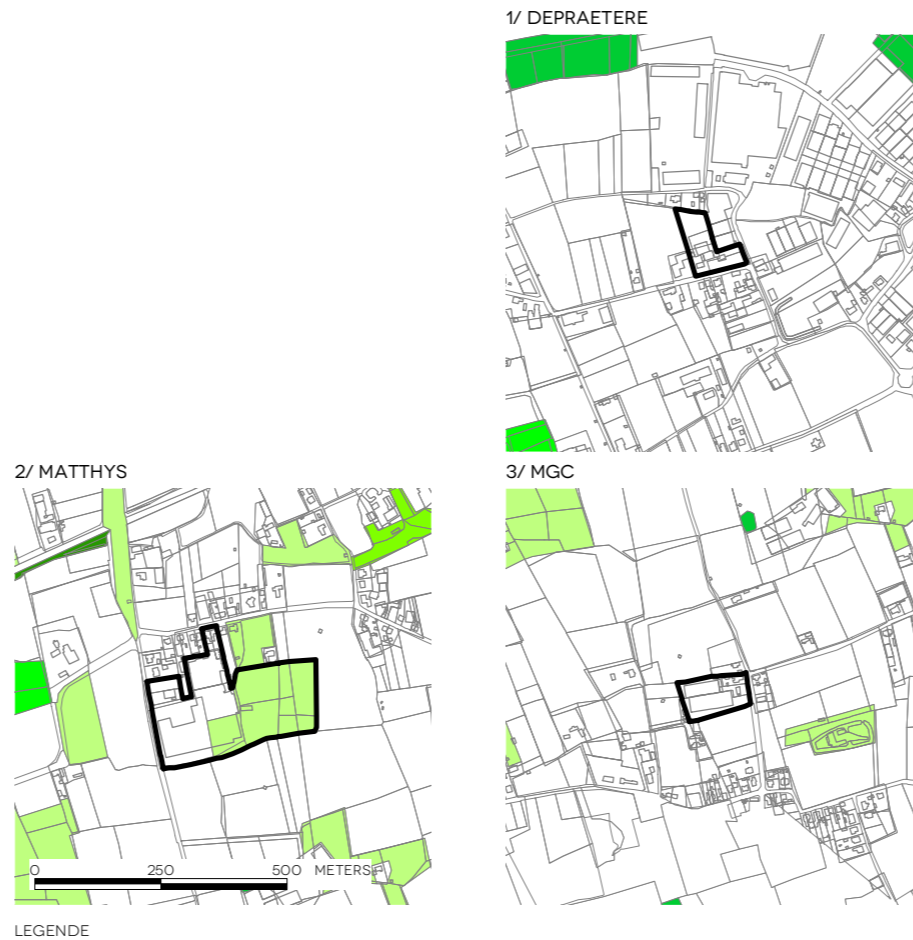 1/ DEPRAETERE
2/ MATTHYS
3/ MGC
0 250 500 METERS
LEGENDE